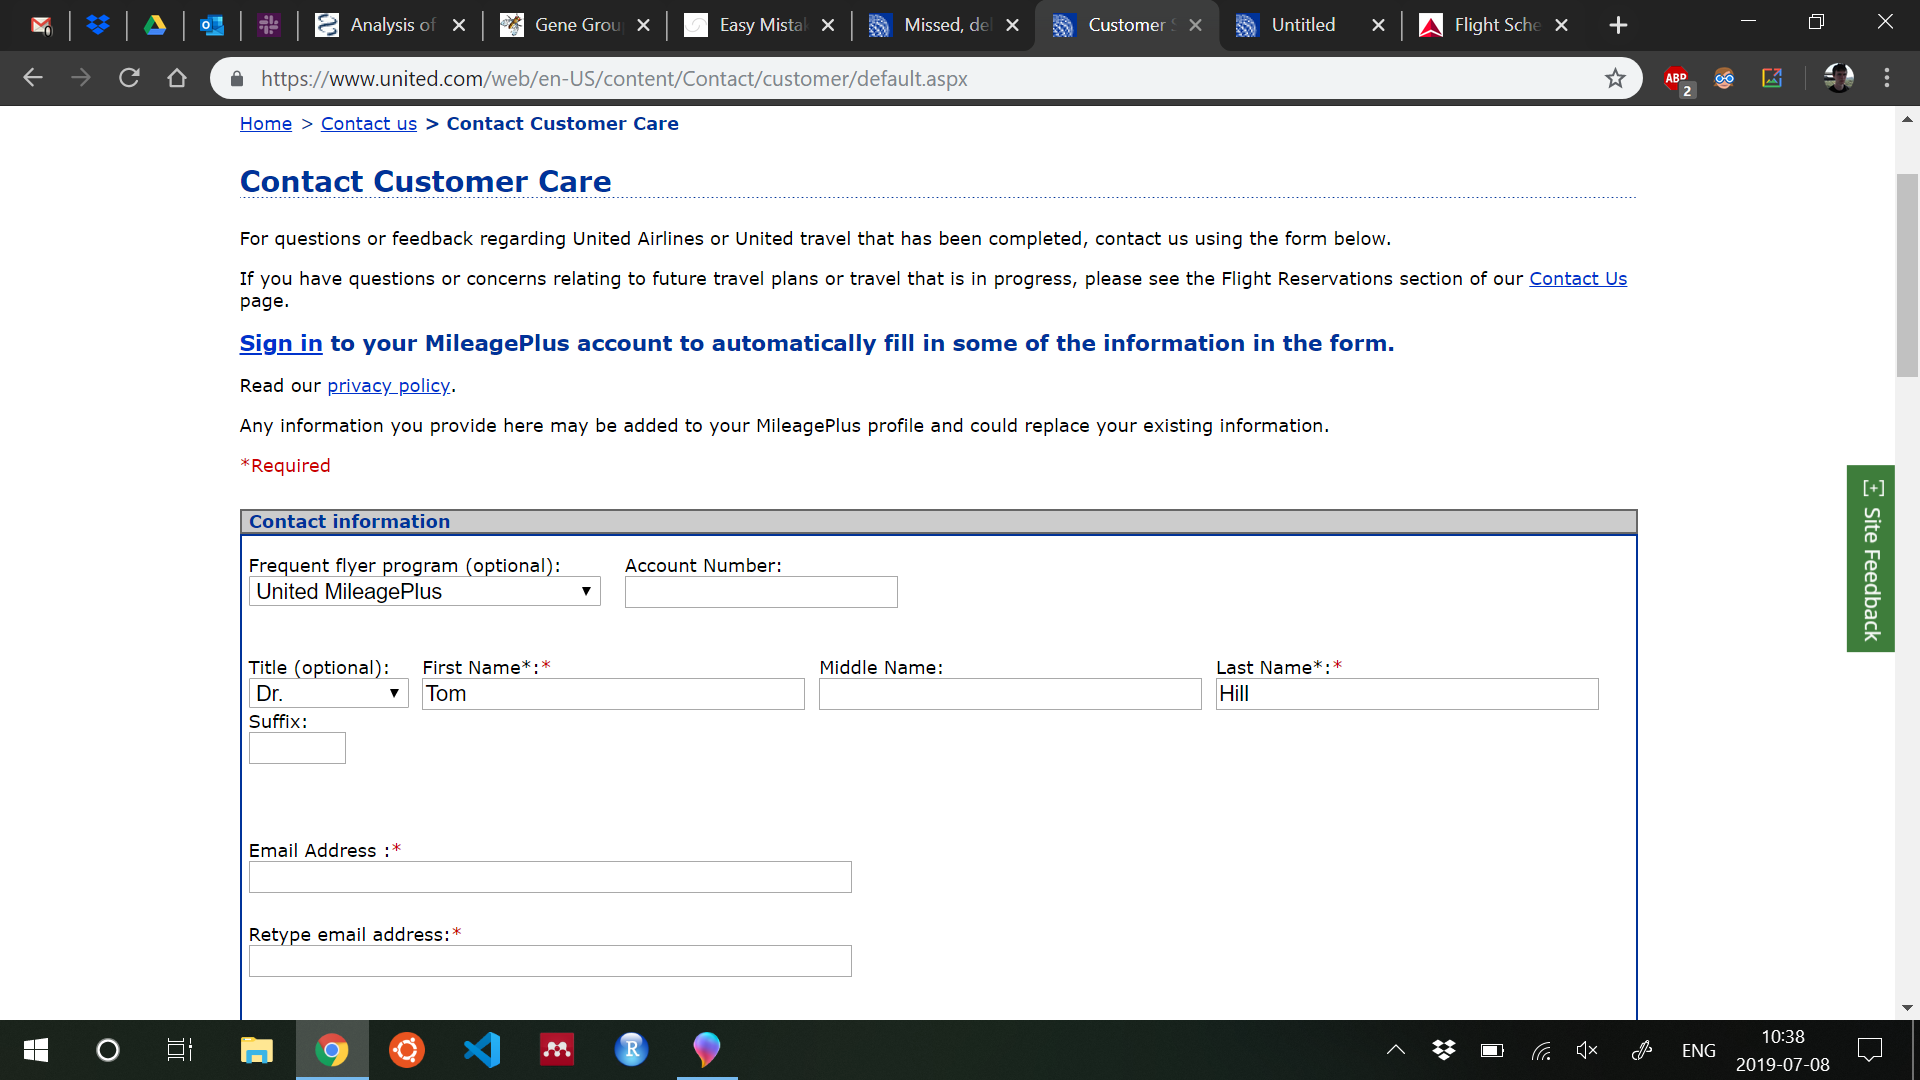 Analysis of
Gene Grou
Easy Mista
Missed, de
Customer S
Untitled
Flight Sche
https://www.united.com/web/en-US/content/Contact/customer/default.aspx
ABP
2
Home > Contact us > Contact Customer Care
Contact Customer Care
For questions or feedback regarding United Airlines or United travel that has been completed, contact us using the form below.
If you have questions or concerns relating to future travel plans or travel that is in progress, please see the Flight Reservations section of our Contact Us
page.
Sign in to your MileagePlus account to automatically fill in some of the information in the form.
Read our privacy policy.
Any information you provide here may be added to your MileagePlus profile and could replace your existing information.
*Required
[+] Site Feedback
Contact information
Frequent flyer program (optional): Account Number:
United MileagePlus
Title (optional): First Name*:* Middle Name: Last Name*:*
Dr. Tom Hill
Suffix:
Email Address :*
Retype email address:*
R
ENG
10:38
2019-07-08